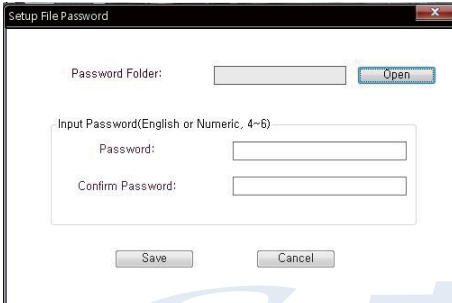 Setup File Password
Password Folder: Open
Input Password(English or Numeric, 4~6)
Password:
Confirm Password:
Save Cancel